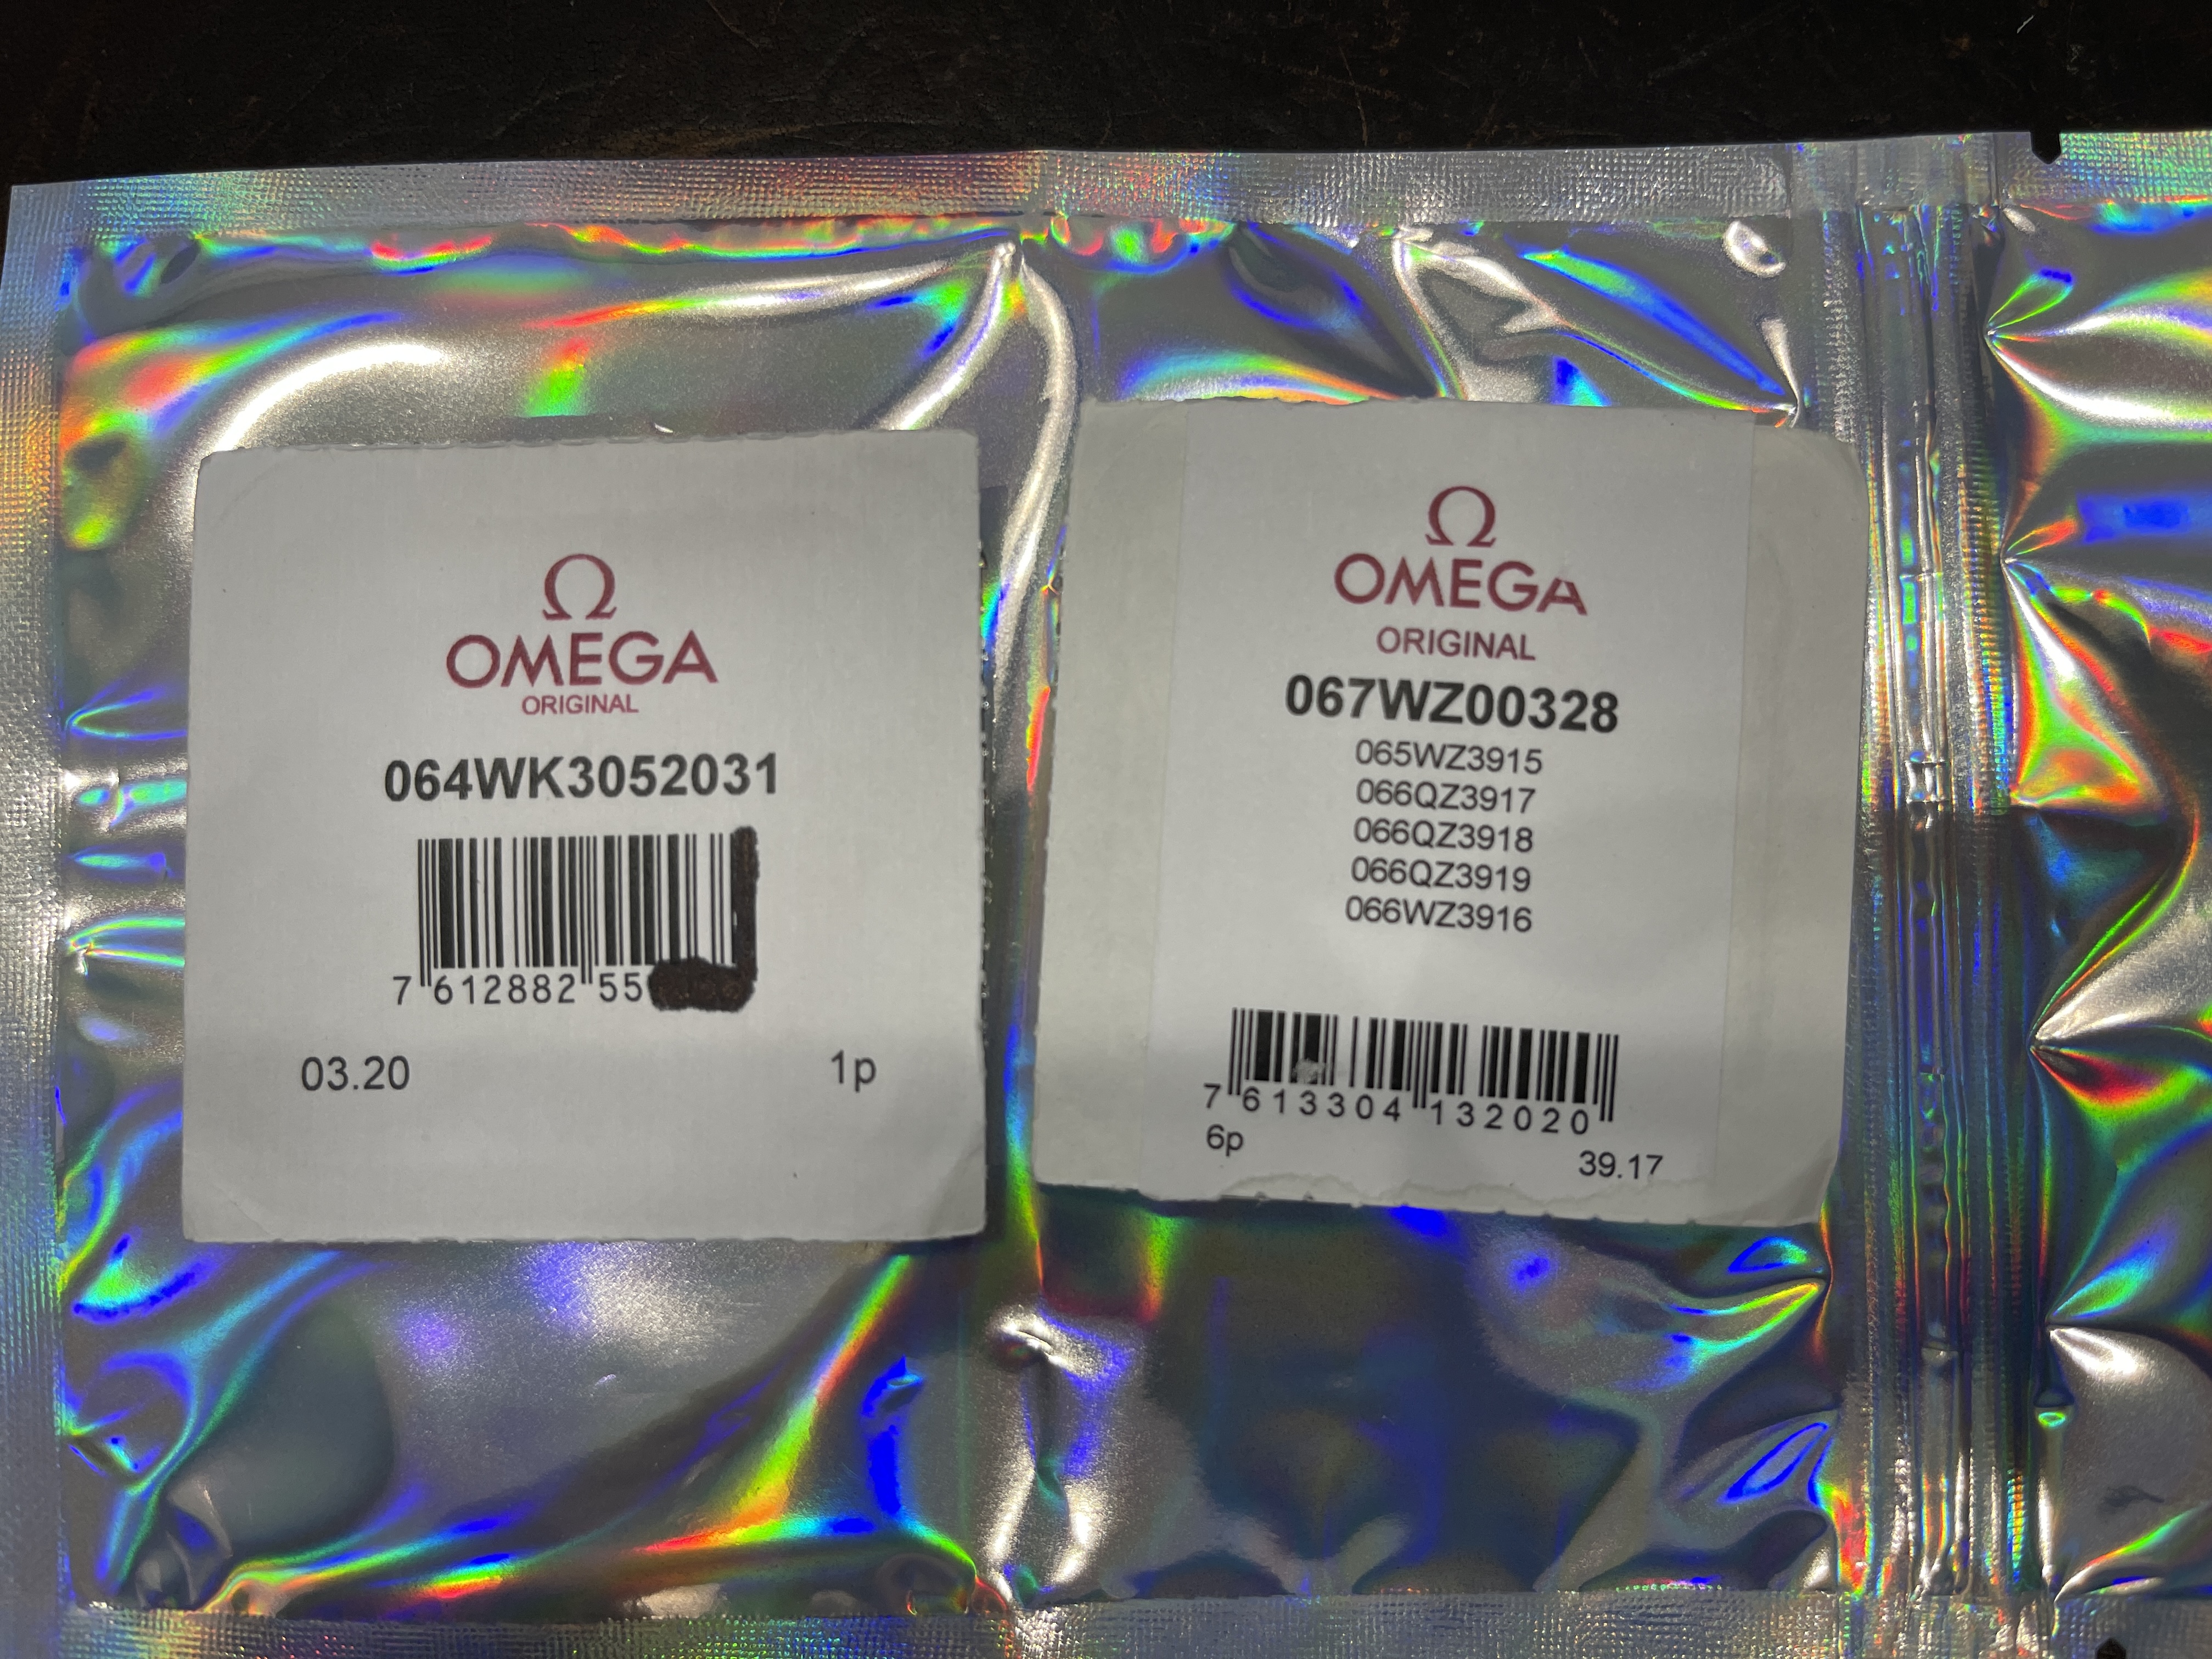 Ω
OMEGA
ORIGINAL
064WK3052031
7 612882 55
03.20 1p
Ω
OMEGA
ORIGINAL
067WZ00328
065WZ3915
066QZ3917
066QZ3918
066QZ3919
066WZ3916
7 613304 132020
6p 39.17